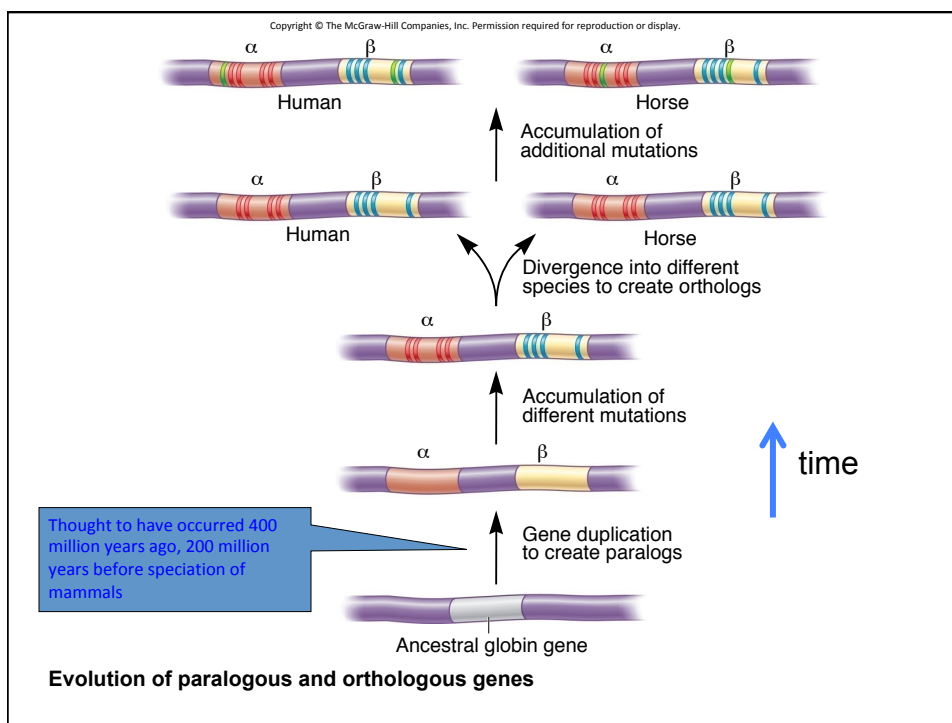 Copyright © The McGraw-Hill Companies, Inc. Permission required for reproduction or display.
α β α β
Human Horse
Accumulation of
additional mutations
α β α β
Human Horse
Divergence into different
species to create orthologs
α β
Accumulation of
different mutations
time
α β
Thought to have occurred 400
million years ago, 200 million
years before speciation of
mammals
Gene duplication
to create paralogs
Ancestral globin gene
Evolution of paralogous and orthologous genes